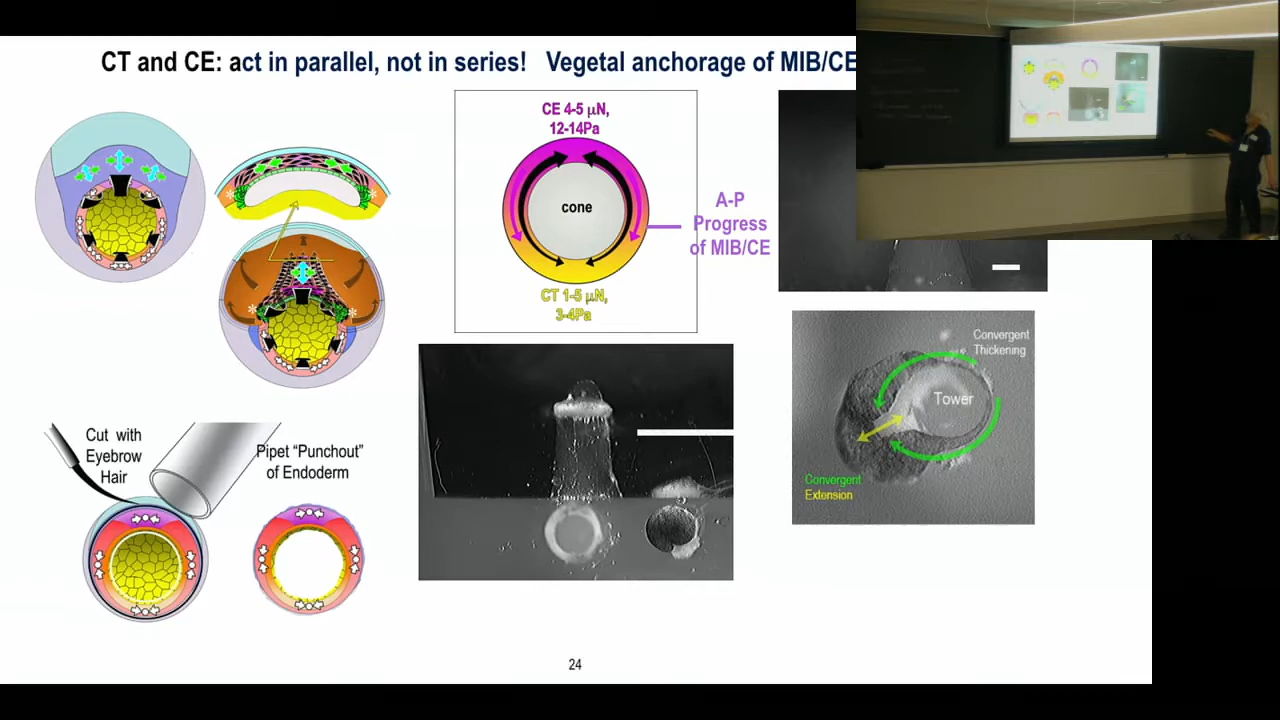 CT and CE: act in parallel, not in series! Vegetal anchorage of MIB/CE
CE 4-5 µN,
12-14Pa
cone
A-P
Progress
of MIB/CE
CT 1-5 µN,
3-4Pa
Convergent
Thickening
Tower
Convergent
Extension
Cut with
Eyebrow
Hair
Pipet “Punchout”
of Endoderm
24